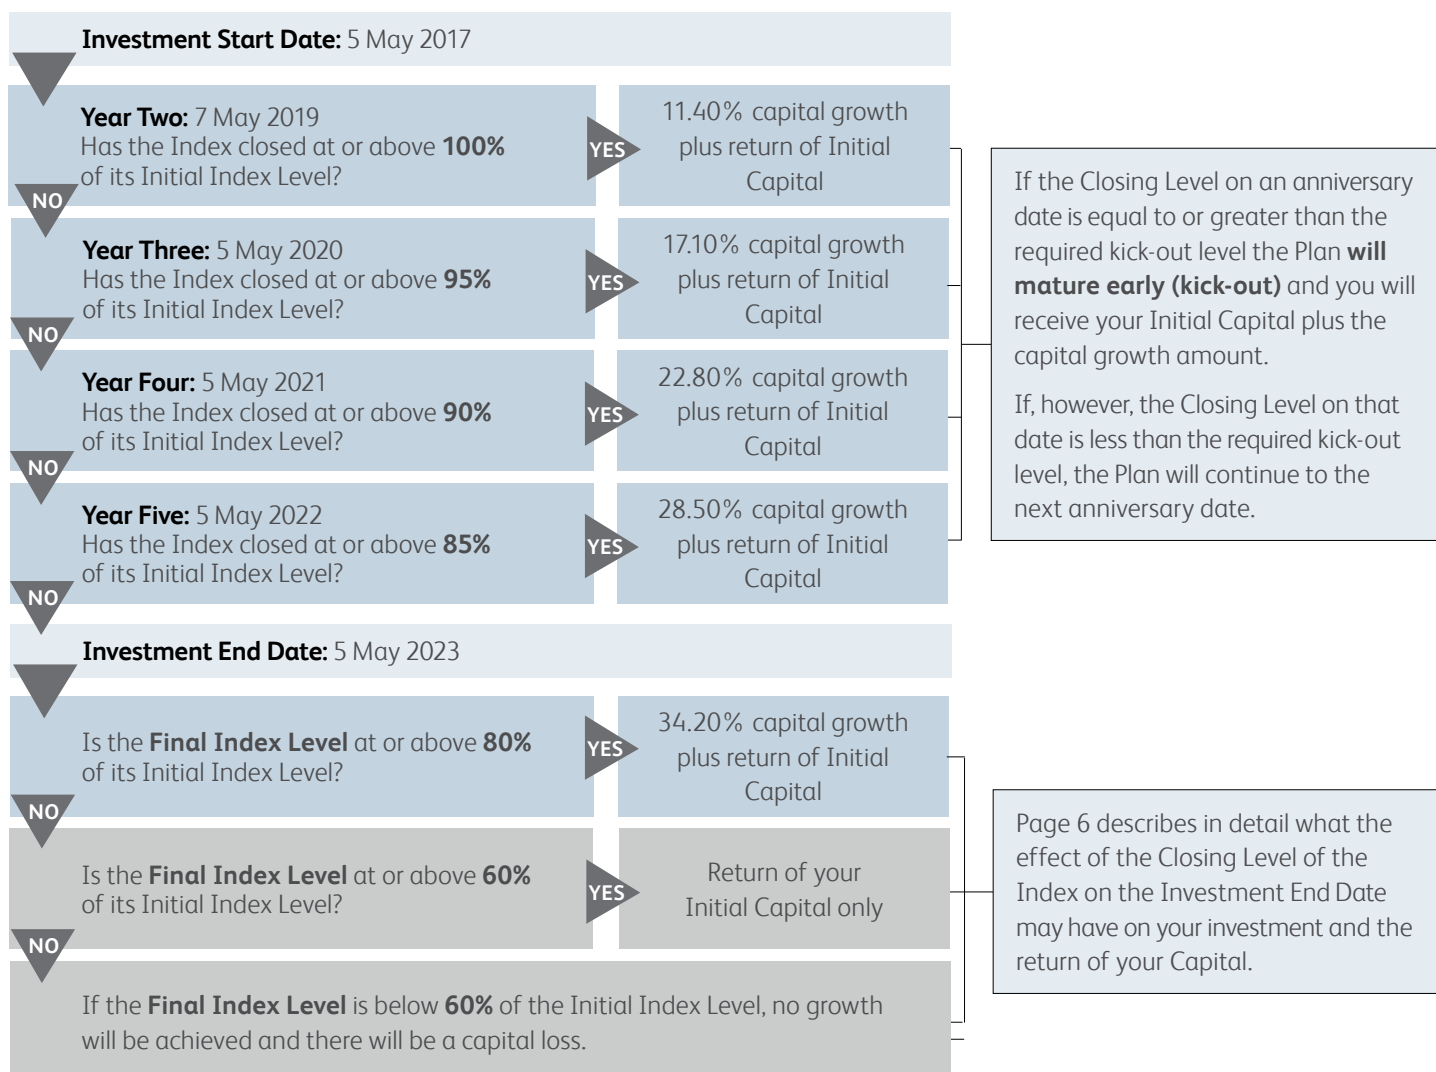 Investment Start Date: 5 May 2017
Year Two: 7 May 2019
Has the Index closed at or above 100%
of its Initial Index Level?
YES
11.40% capital growth
plus return of Initial
Capital
NO
Year Three: 5 May 2020
Has the Index closed at or above 95%
of its Initial Index Level?
YES
17.10% capital growth
plus return of Initial
Capital
NO
Year Four: 5 May 2021
Has the Index closed at or above 90%
of its Initial Index Level?
YES
22.80% capital growth
plus return of Initial
Capital
NO
Year Five: 5 May 2022
Has the Index closed at or above 85%
of its Initial Index Level?
YES
28.50% capital growth
plus return of Initial
Capital
NO
If the Closing Level on an anniversary
date is equal to or greater than the
required kick-out level the Plan will
mature early (kick-out) and you will
receive your Initial Capital plus the
capital growth amount.
If, however, the Closing Level on that
date is less than the required kick-out
level, the Plan will continue to the
next anniversary date.
Investment End Date: 5 May 2023
Is the Final Index Level at or above 80%
of its Initial Index Level?
YES
34.20% capital growth
plus return of Initial
Capital
NO
Is the Final Index Level at or above 60%
of its Initial Index Level?
YES
Return of your
Initial Capital only
NO
If the Final Index Level is below 60% of the Initial Index Level, no growth
will be achieved and there will be a capital loss.
Page 6 describes in detail what the
effect of the Closing Level of the
Index on the Investment End Date
may have on your investment and the
return of your Capital.